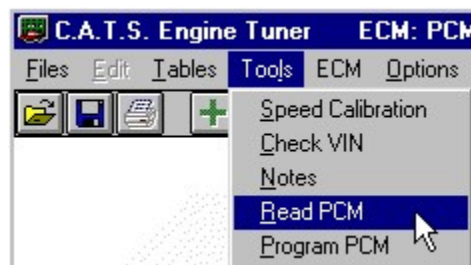 C.A.T.S. Engine Tuner ECM: PCM
Files Edit Tables Tools ECM Options
Speed Calibration
Check VIN
Notes
Read PCM
Program PCM